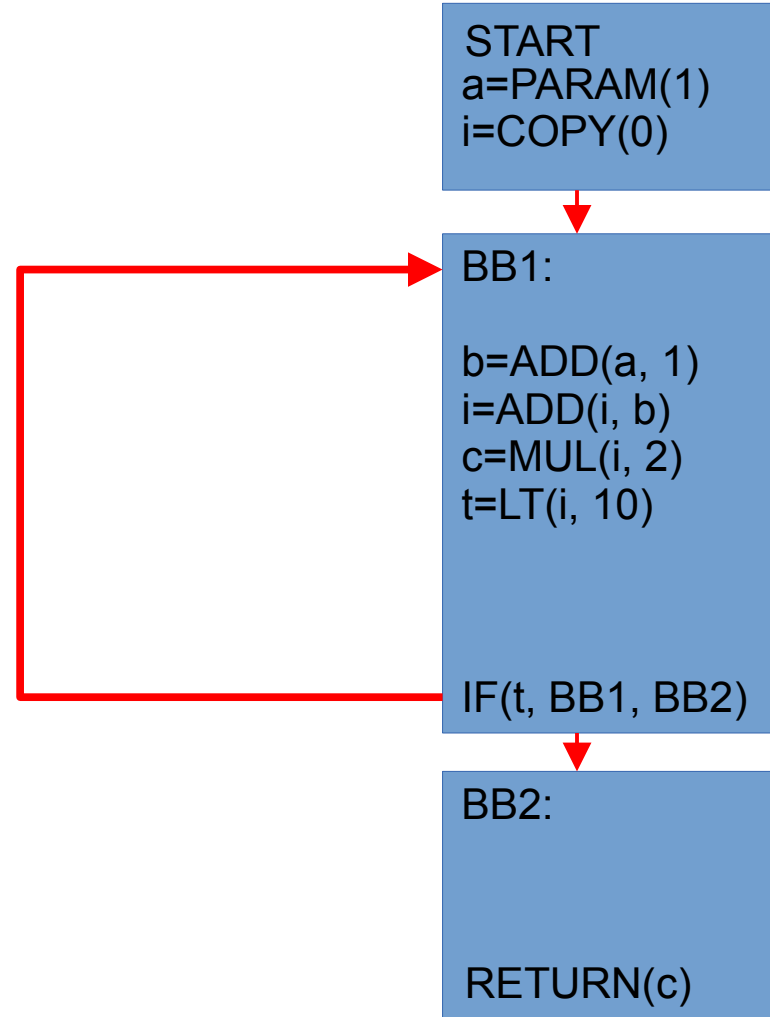 START
a=PARAM(1)
i=COPY(0)
BB1:
b=ADD(a, 1)
i=ADD(i, b)
c=MUL(i, 2)
t=LT(i, 10)
IF(t, BB1, BB2)
BB2:
RETURN(c)